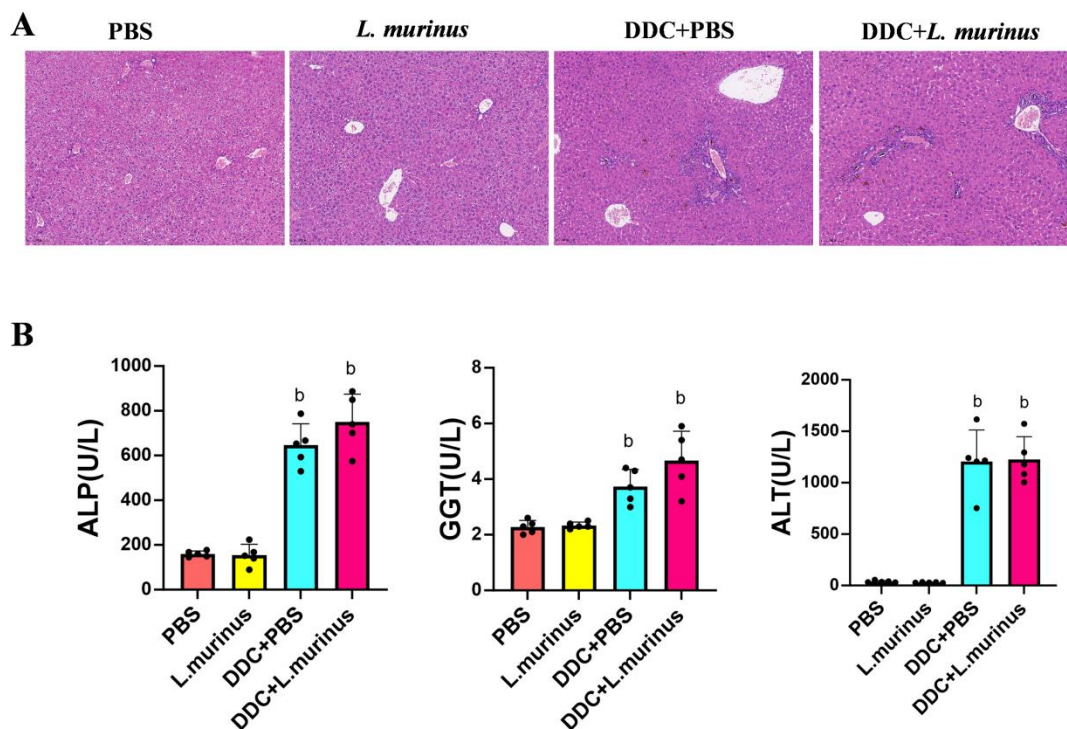 A
PBS
L. murinus
DDC+PBS
DDC+L. murinus
B
ALP(U/L)
1000
800
600
400
200
0
b
b
PBS
L.murinus
DDC+PBS
DDC+L.murinus
GGT(U/L)
8
6
4
2
0
b
b
PBS
L.murinus
DDC+PBS
DDC+L.murinus
ALT(U/L)
2000
1500
1000
500
0
b
b
PBS
L.murinus
DDC+PBS
DDC+L.murinus